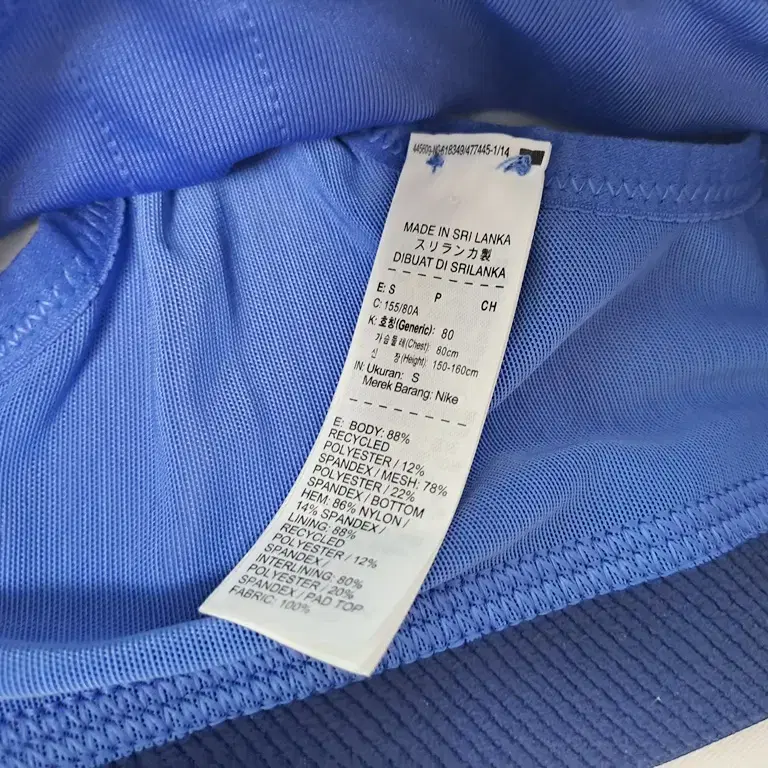 MADE IN SRI LANKA
スリランカ製
DIBUAT DI SRILANKA
E: S P CH
C: 155/80A
K: 호칭(Generic): 80
가슴둘레(Chest): 80cm
신 장(Height): 150-160cm
IN: Ukuran: S
Merek Barang: Nike
E: BODY: 88%
RECYCLED
POLYESTER / 12%
SPANDEX / MESH: 78%
POLYESTER / 22%
SPANDEX / BOTTOM
HEM: 86% NYLON /
14% SPANDEX /
LINING: 88%
RECYCLED
POLYESTER / 12%
SPANDEX /
INTERLINING: 80%
POLYESTER / 20%
SPANDEX / PAD TOP
FABRIC: 100%